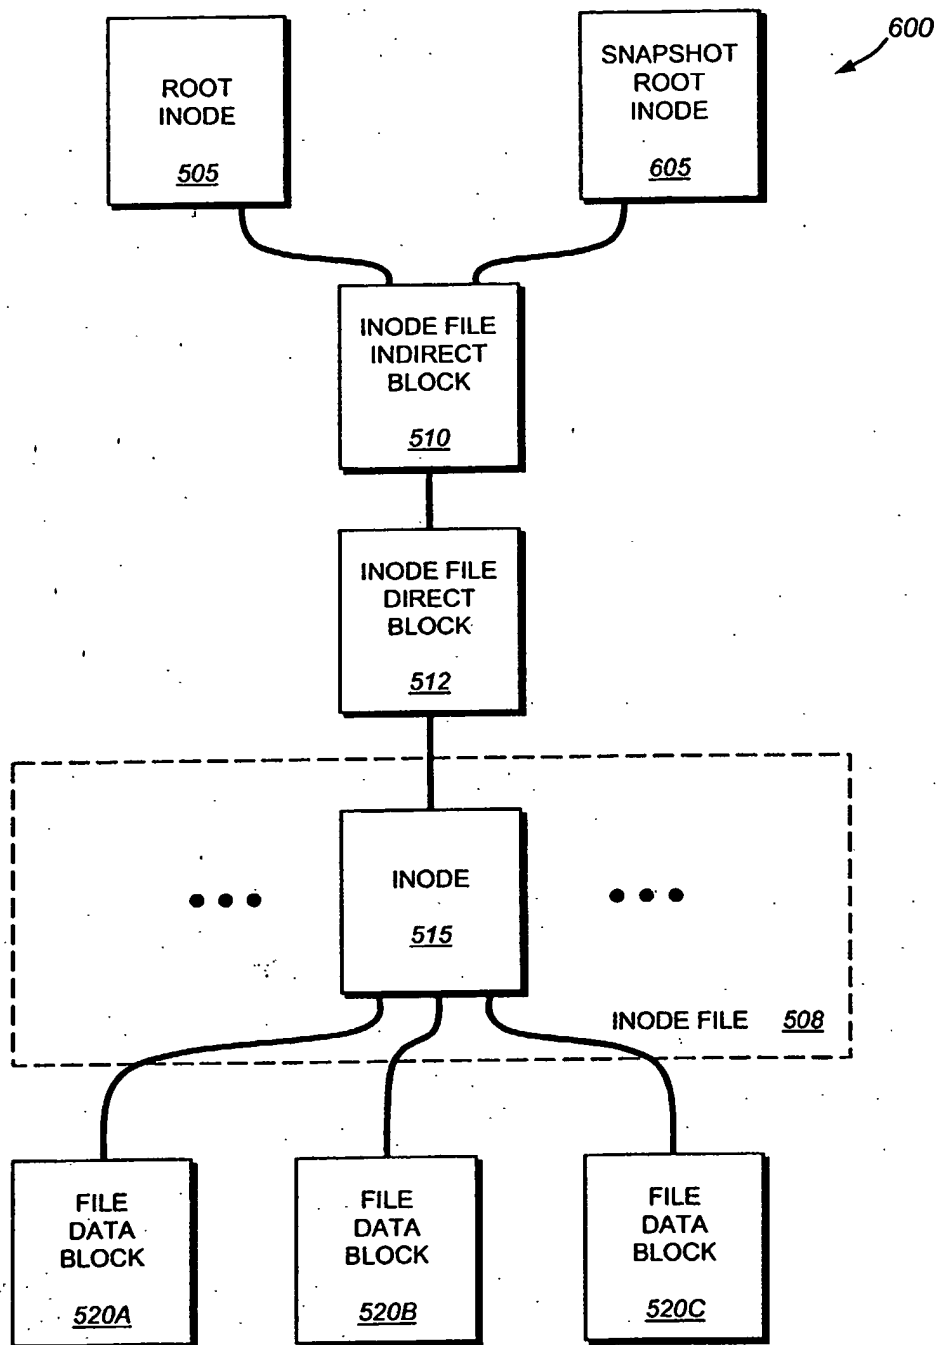 600
ROOT
INODE
505
SNAPSHOT
ROOT
INODE
605
INODE FILE
INDIRECT
BLOCK
510
INODE FILE
DIRECT
BLOCK
512
INODE
515
INODE FILE 508
FILE
DATA
BLOCK
520A
FILE
DATA
BLOCK
520B
FILE
DATA
BLOCK
520C